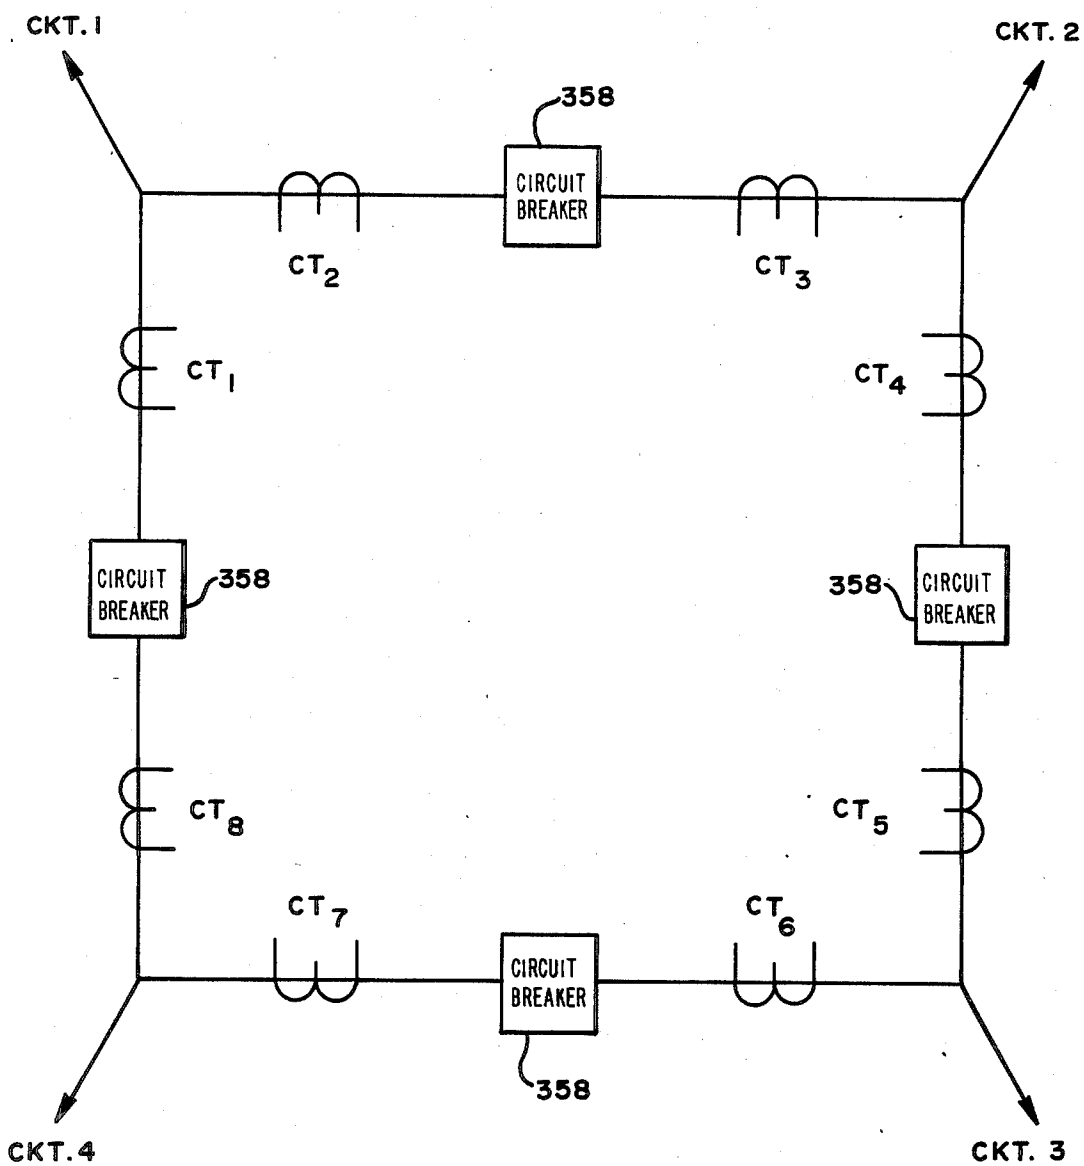 CKT. 1
CKT. 2
358
CIRCUIT
BREAKER
CT2
CT3
CT1
CT4
CIRCUIT
BREAKER
358
358
CIRCUIT
BREAKER
CT8
CT5
CT7
CT6
CIRCUIT
BREAKER
358
CKT. 4
CKT. 3